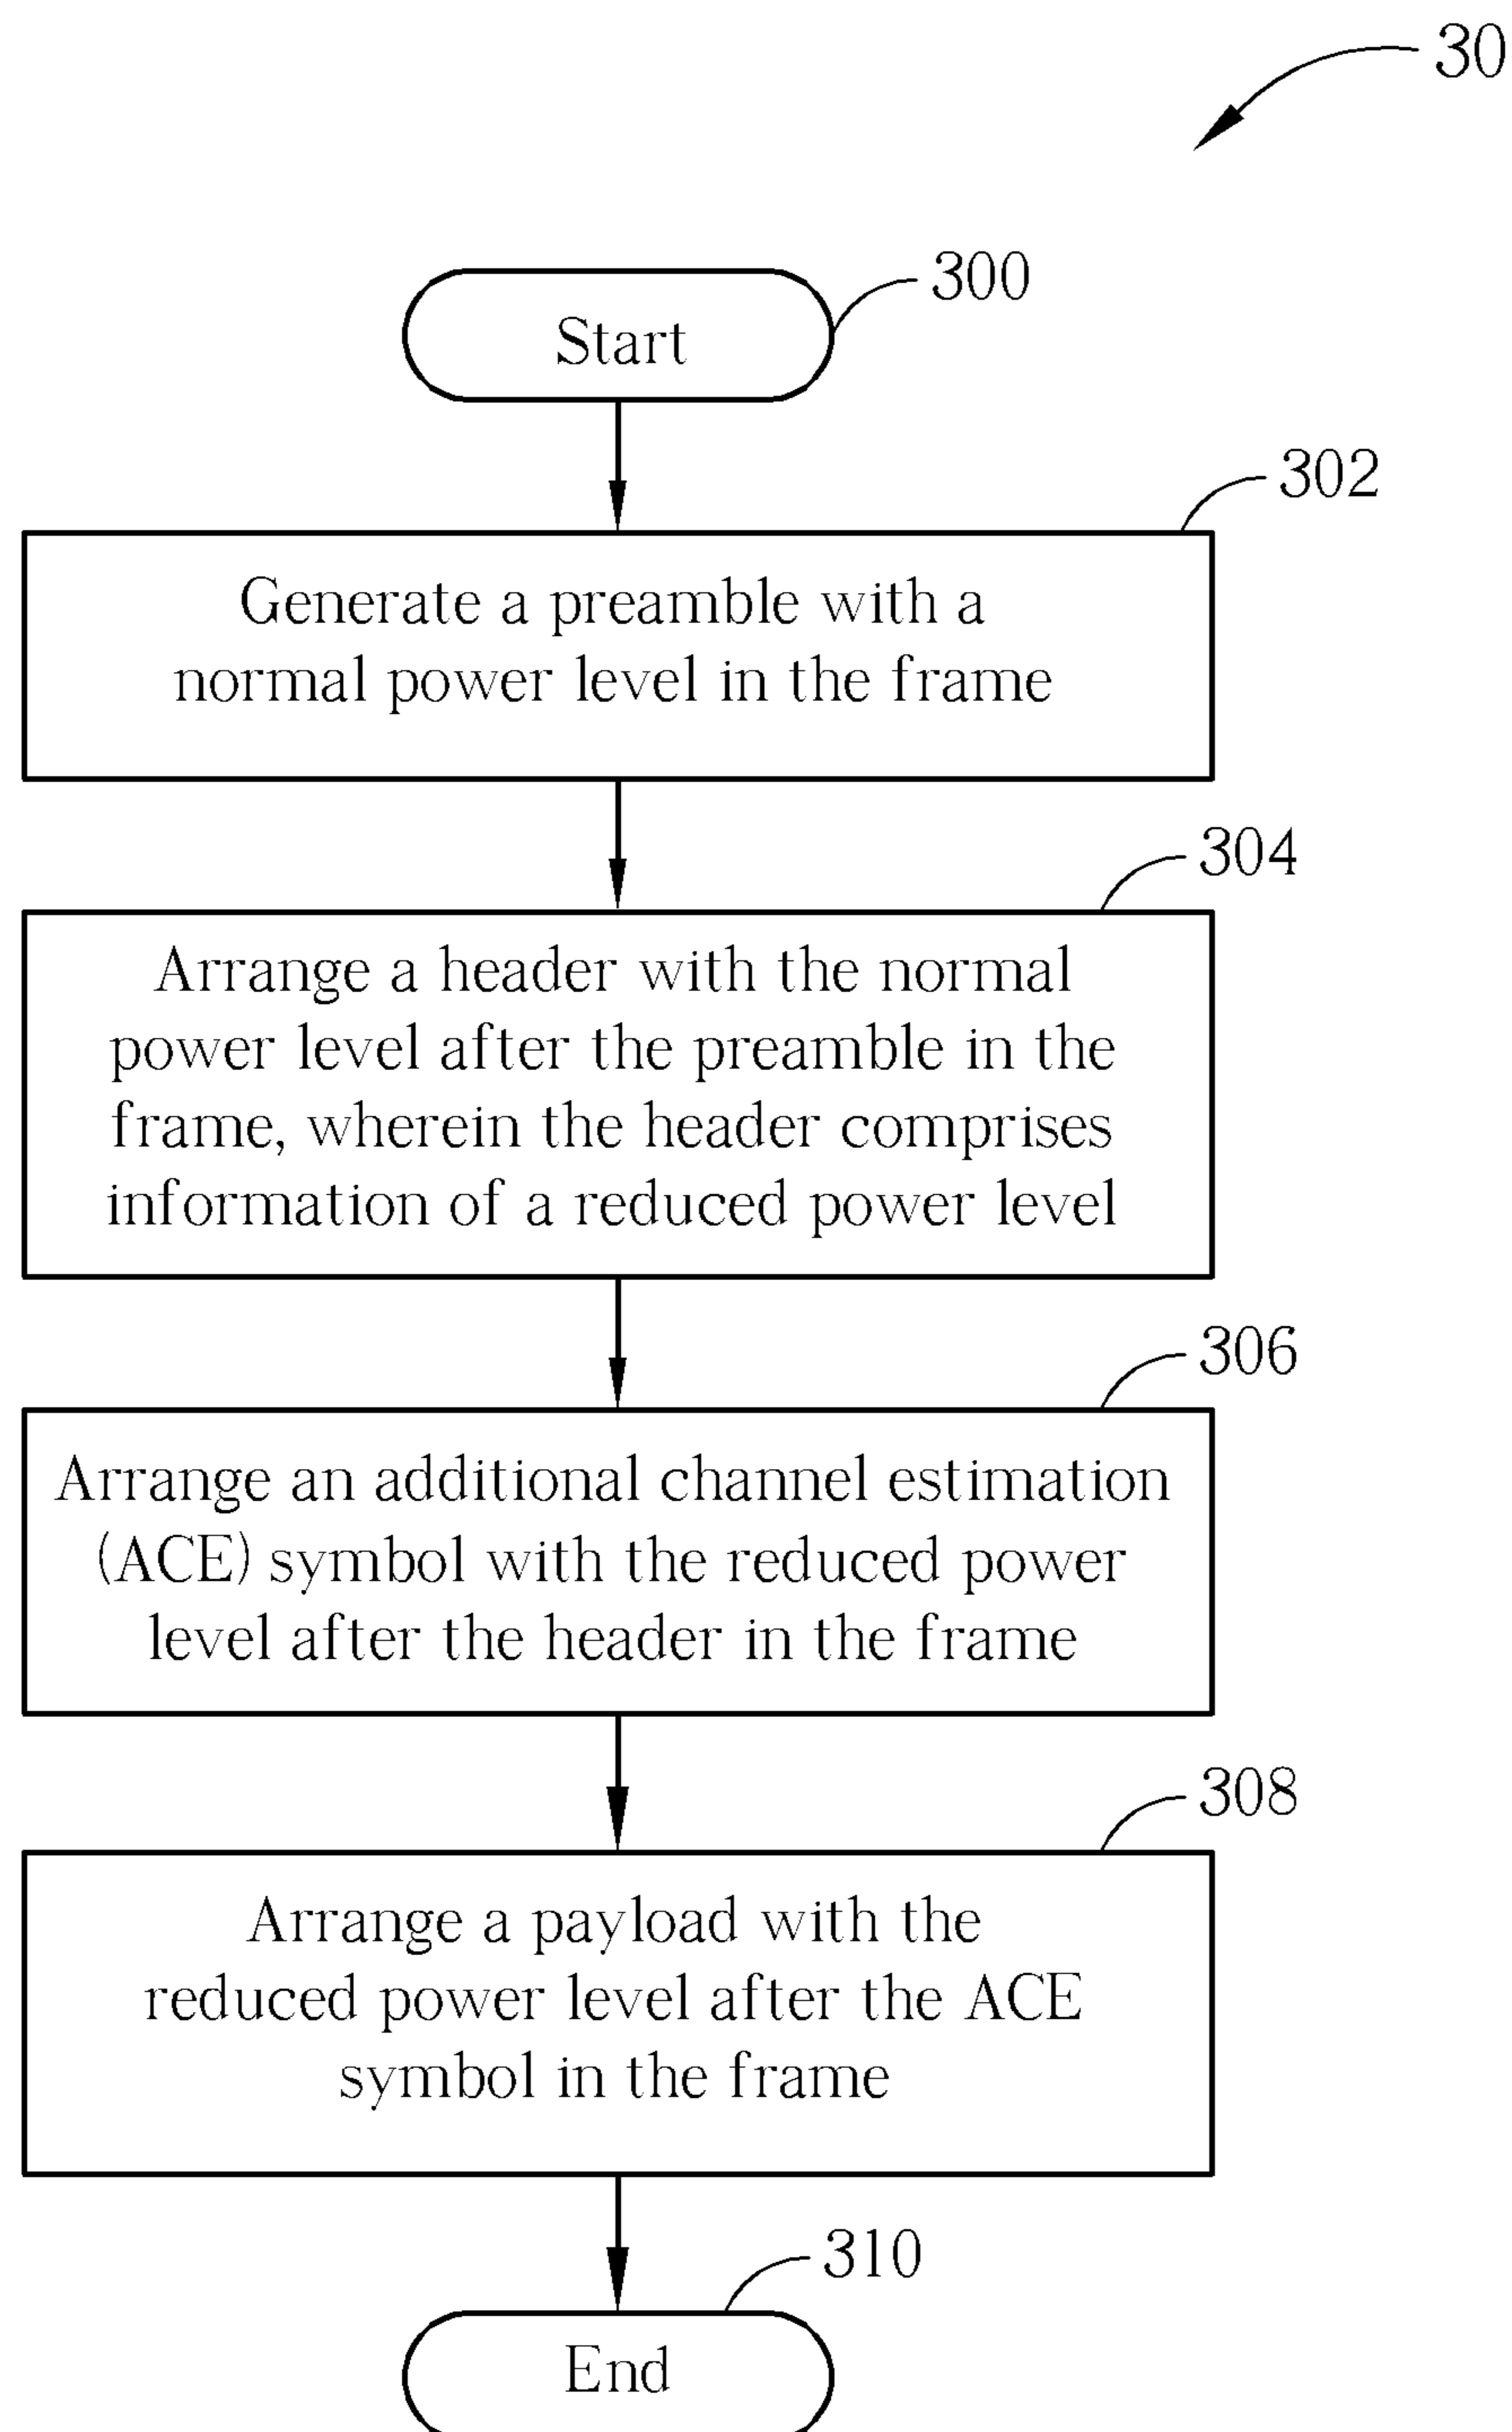 30
Start
300
302
Generate a preamble with a
normal power level in the frame
304
Arrange a header with the normal
power level after the preamble in the
frame, wherein the header comprises
information of a reduced power level
306
Arrange an additional channel estimation
(ACE) symbol with the reduced power
level after the header in the frame
308
Arrange a payload with the
reduced power level after the ACE
symbol in the frame
310
End